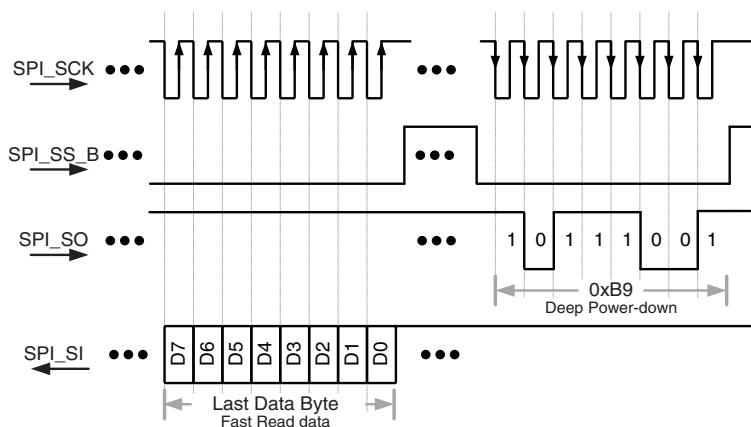 SPI_SCK
SPI_SS_B
SPI_SO
1 0 1 1 1 0 0 1
0xB9
Deep Power-down
SPI_SI
D7 D6 D5 D4 D3 D2 D1 D0
Last Data Byte
Fast Read data